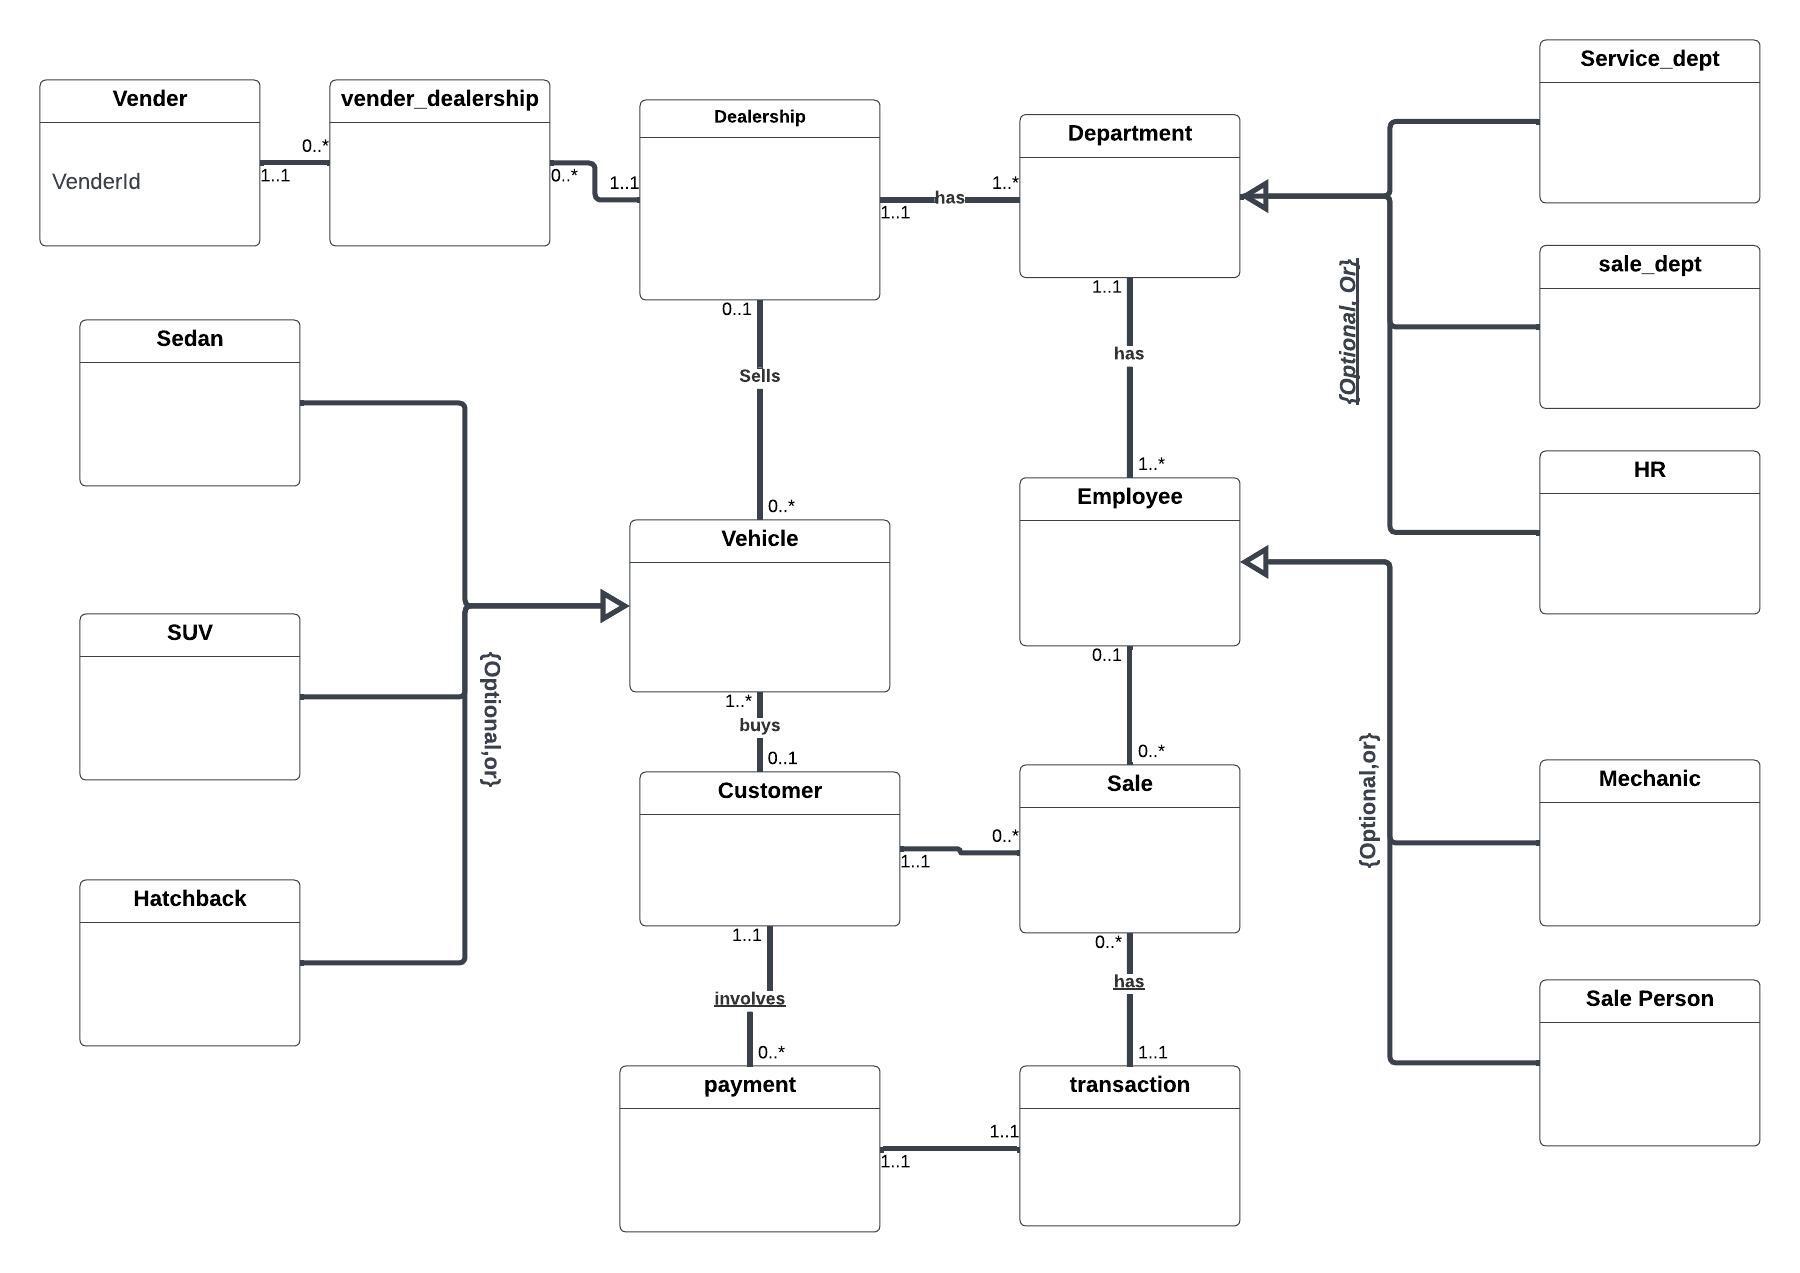 Service_dept
Vender
vender_dealership
Dealership
Department
0..*
1..1
VenderId
0..*
1..1
1..1
has
1..*
sale_dept
{Optional, Or}
1..1
0..1
Sedan
has
Sells
1..*
HR
Employee
0..*
Vehicle
SUV
{Optional,or}
0..1
1..*
buys
0..1
0..*
{Optional,or}
Customer
Sale
Mechanic
0..*
1..1
Hatchback
1..1
0..*
involves
has
Sale Person
0..*
1..1
payment
transaction
1..1
1..1